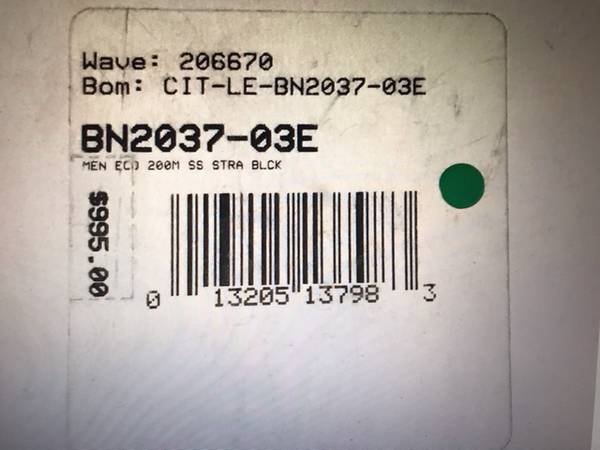 Wave: 206670
Bom: CIT-LE-BN2037-03E
BN2037-03E
MEN ECO 200M SS STRA BLCK
$995.00
0 13205 13798 3